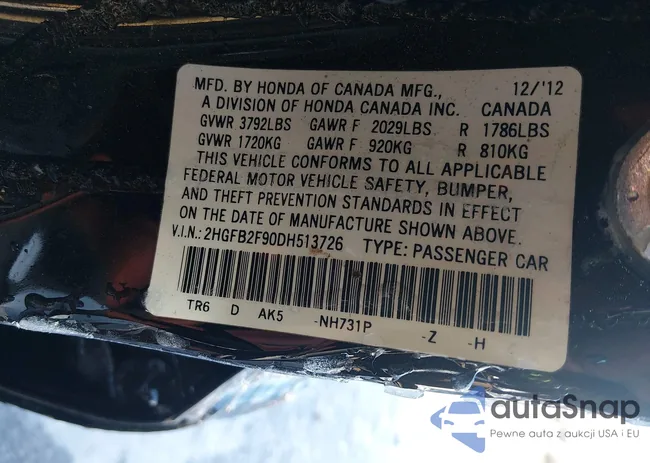 MFD. BY HONDA OF CANADA MFG., 12/'12
A DIVISION OF HONDA CANADA INC. CANADA
GVWR 3792LBS GAWR F 2029LBS R 1786LBS
GVWR 1720KG GAWR F 920KG R 810KG
THIS VEHICLE CONFORMS TO ALL APPLICABLE
FEDERAL MOTOR VEHICLE SAFETY, BUMPER,
AND THEFT PREVENTION STANDARDS IN EFFECT
ON THE DATE OF MANUFACTURE SHOWN ABOVE.
V.I.N.: 2HGFB2F90DH513726 TYPE: PASSENGER CAR
TR6 D AK5 -NH731P -Z -H
autaSnap
Pewne auta z aukcji USA i EU